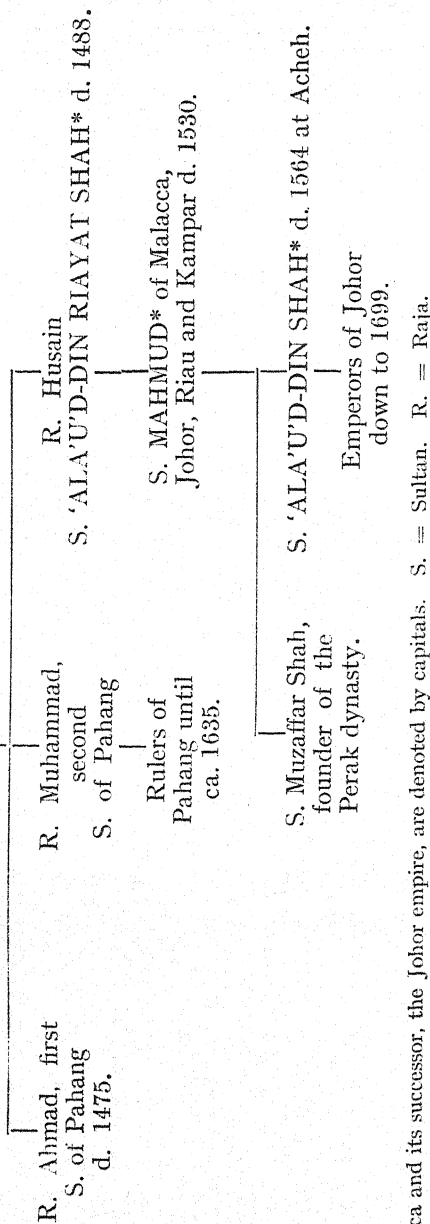 R. Ahmad, first
S. of Pahang
d. 1475.
R. Muhammad,
second
S. of Pahang
R. Husain
S. ‘ALA'U'D-DIN RIAYAT SHAH* d. 1488.
Rulers of
Pahang until
ca. 1635.
S. MAHMUD* of Malacca,
Johor, Riau and Kampar d. 1530.
S. Muzaffar Shah,
founder of the
Perak dynasty.
S. ‘ALA'U'D-DIN SHAH* d. 1564 at Acheh.
Emperors of Johor
down to 1699.
ca and its successor, the Johor empire, are denoted by capitals. S. = Sultan. R. = Raja.